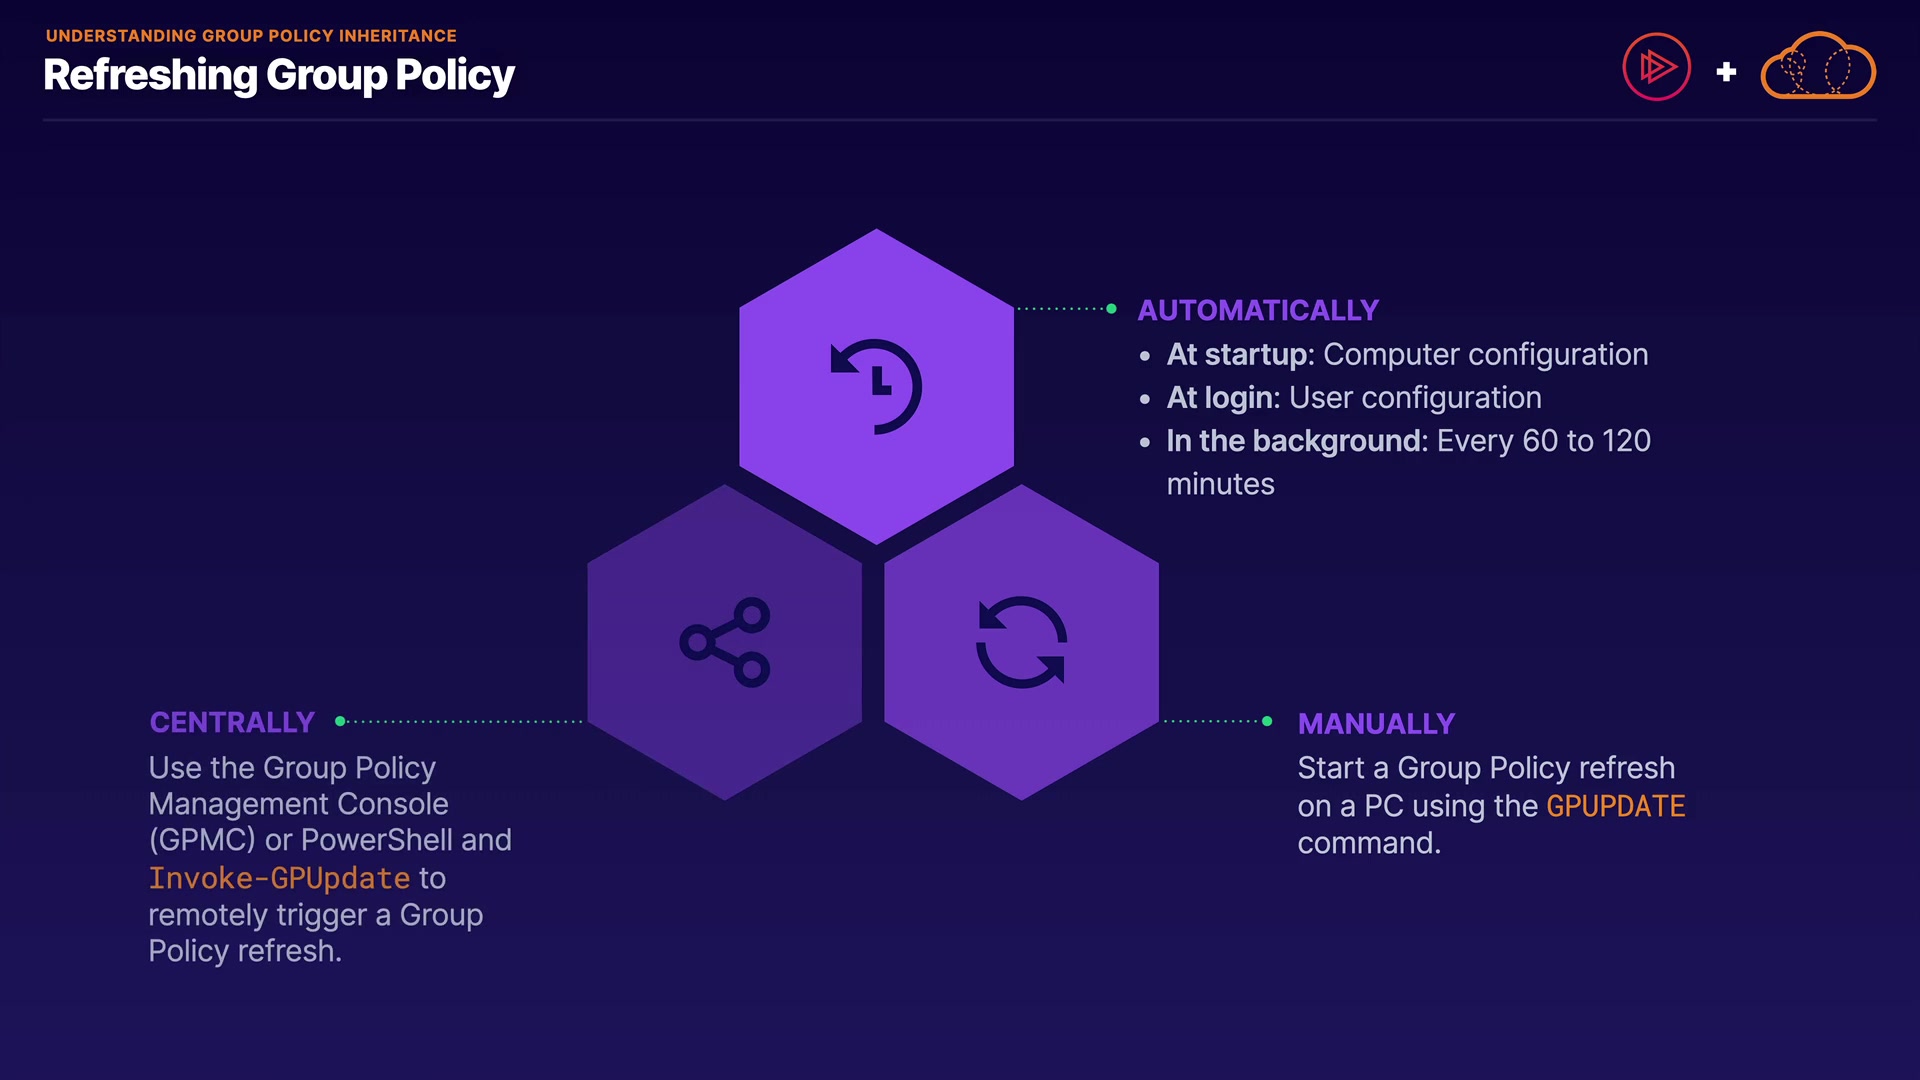 UNDERSTANDING GROUP POLICY INHERITANCE
Refreshing Group Policy
AUTOMATICALLY
• At startup: Computer configuration
• At login: User configuration
• In the background: Every 60 to 120
minutes
CENTRALLY
Use the Group Policy
Management Console
(GPMC) or PowerShell and
Invoke-GPUpdate to
remotely trigger a Group
Policy refresh.
MANUALLY
Start a Group Policy refresh
on a PC using the GPUPDATE
command.